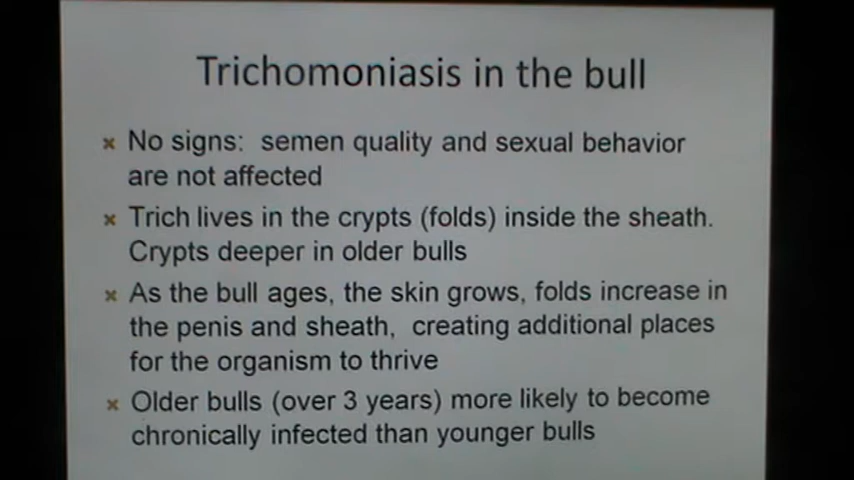 Trichomoniasis in the bull
× No signs: semen quality and sexual behavior
are not affected
× Trich lives in the crypts (folds) inside the sheath.
Crypts deeper in older bulls
× As the bull ages, the skin grows, folds increase in
the penis and sheath, creating additional places
for the organism to thrive
× Older bulls (over 3 years) more likely to become
chronically infected than younger bulls